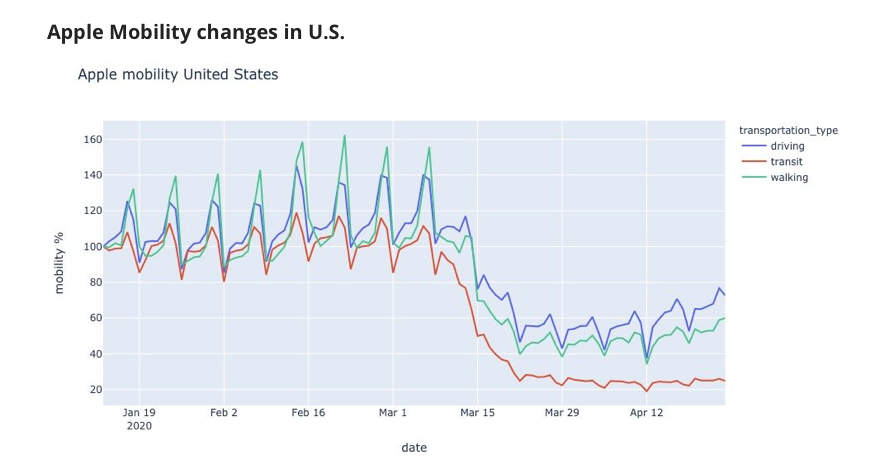 Apple Mobility changes in U.S.
Apple mobility United States
transportation_type
driving
transit
walking
160
140
120
100
80
60
40
20
mobility %
Jan 19
2020
Feb 2
Feb 16
Mar 1
Mar 15
Mar 29
Apr 12
date